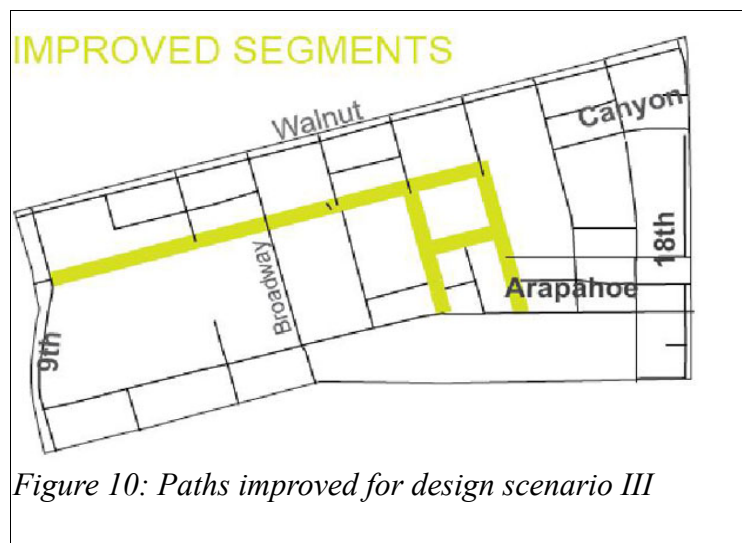 IMPROVED SEGMENTS
Walnut
Canyon
Broadway
18th
Arapahoe
9th
Figure 10: Paths improved for design scenario III